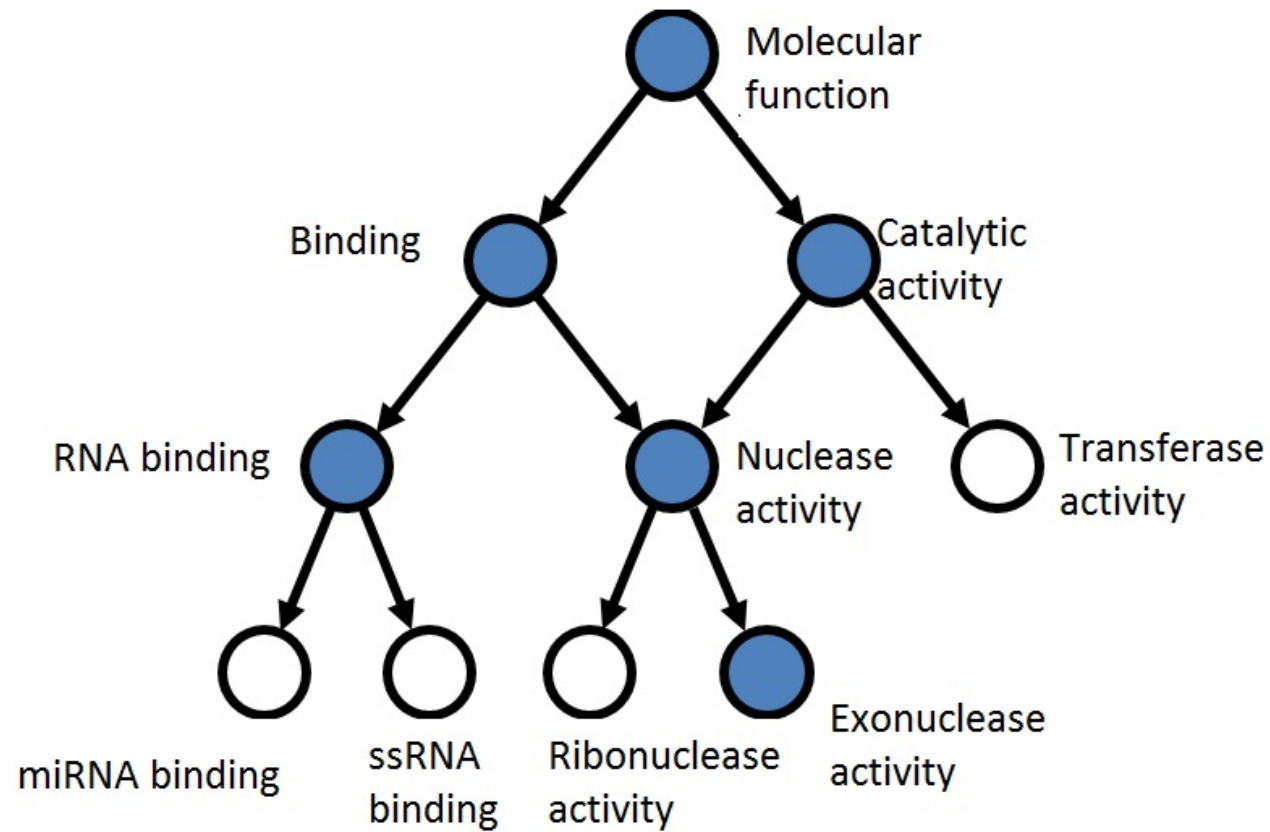 Molecular
function
Binding
Catalytic
activity
RNA binding
Nuclease
activity
Transferase
activity
miRNA binding
ssRNA
binding
Ribonuclease
activity
Exonuclease
activity